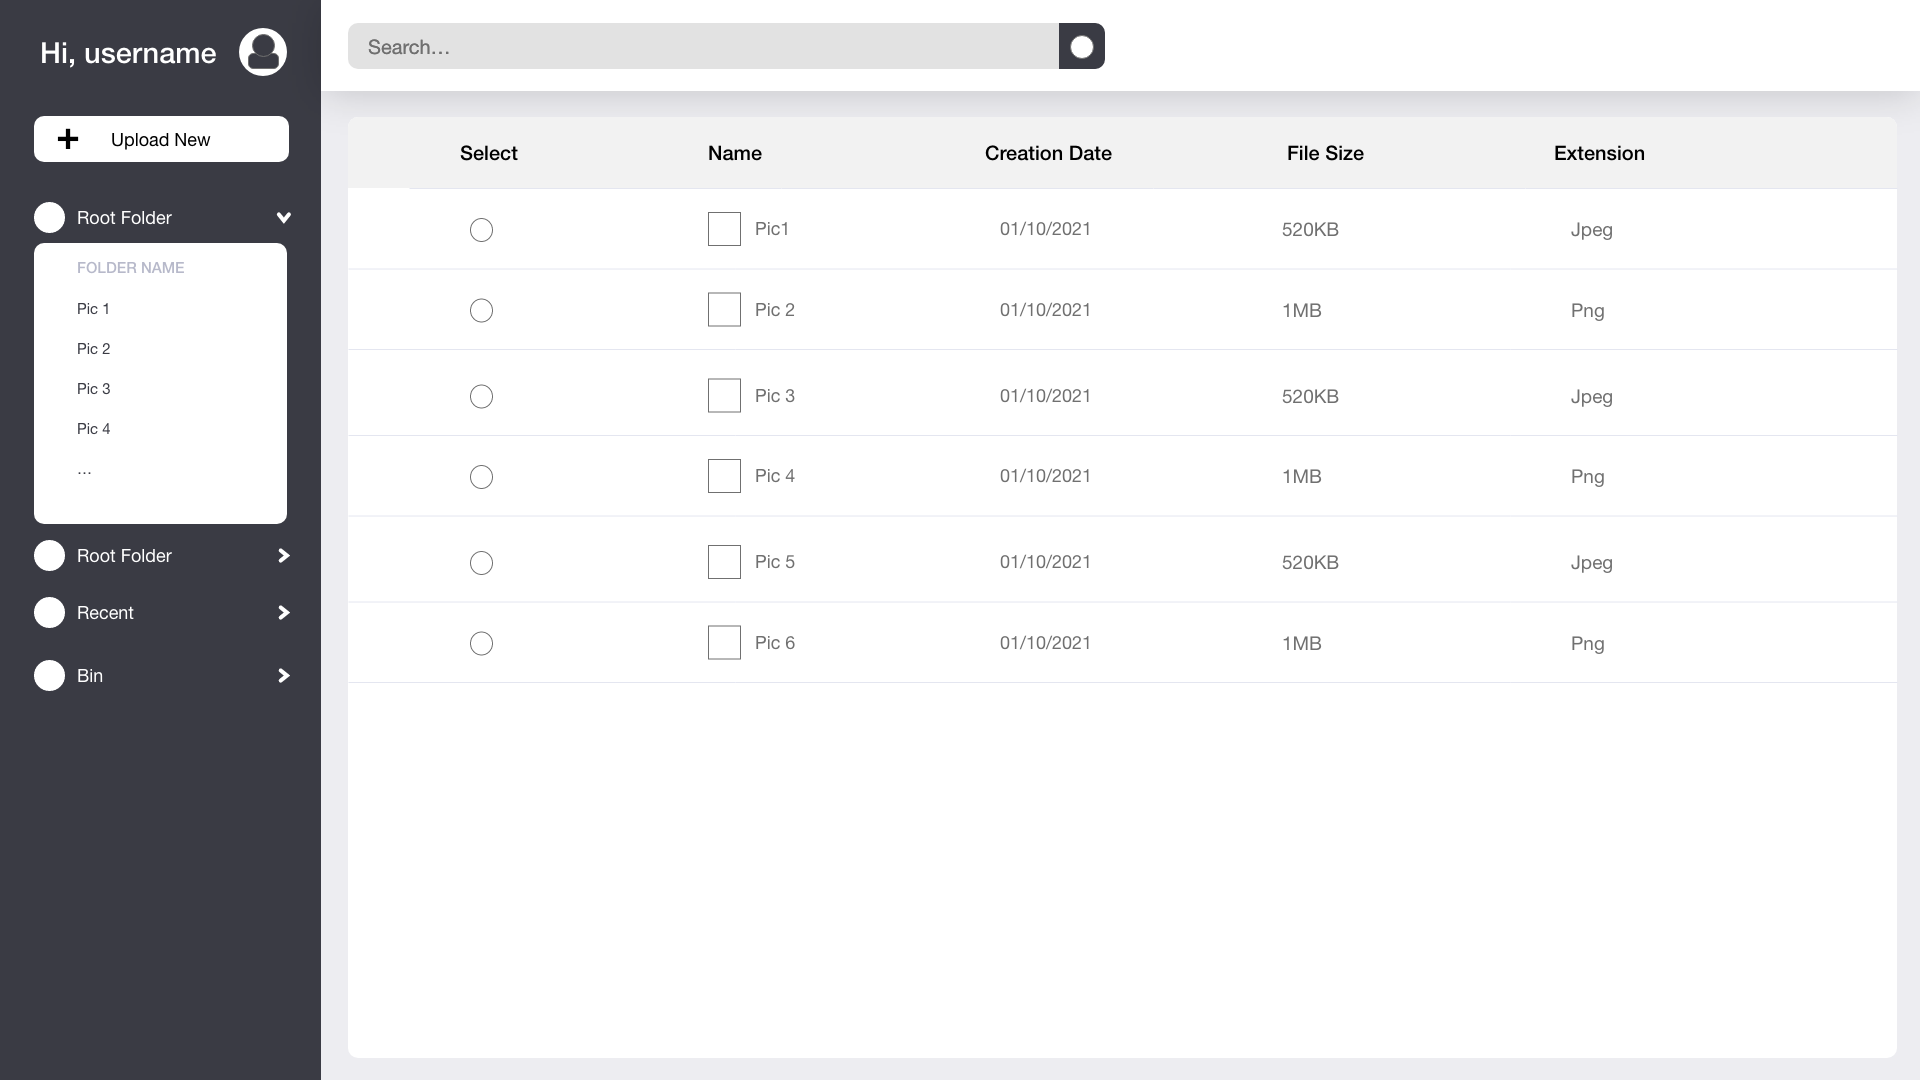 Hi, username
Upload New
Root Folder
FOLDER NAME
Pic 1
Pic 2
Pic 3
Pic 4
...
Root Folder
Recent
Bin
Search...
Select Name Creation Date File Size Extension
Pic1 01/10/2021 520KB Jpeg
Pic 2 01/10/2021 1MB Png
Pic 3 01/10/2021 520KB Jpeg
Pic 4 01/10/2021 1MB Png
Pic 5 01/10/2021 520KB Jpeg
Pic 6 01/10/2021 1MB Png